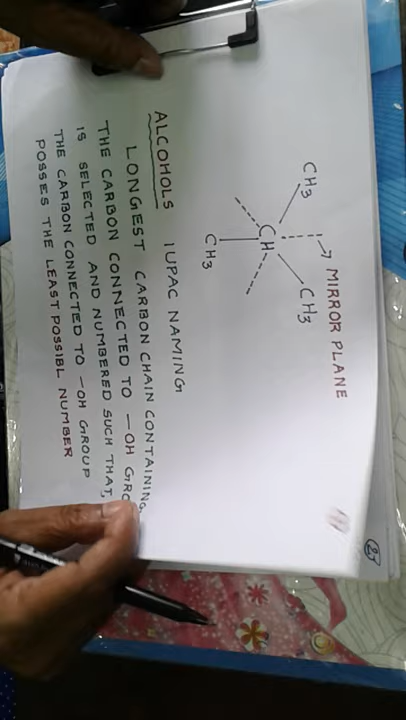 25
MIRROR PLANE
CH3
CH3
CH
CH3
ALCOHOLS IUPAC NAMING
LONGEST CARBON CHAIN CONTAINING
THE CARBON CONNECTED TO -OH GRO
IS SELECTED AND NUMBERED SUCH THAT,
THE CARBON CONNECTED TO -OH GROUP
POSSES THE LEAST POSSIBL NUMBER